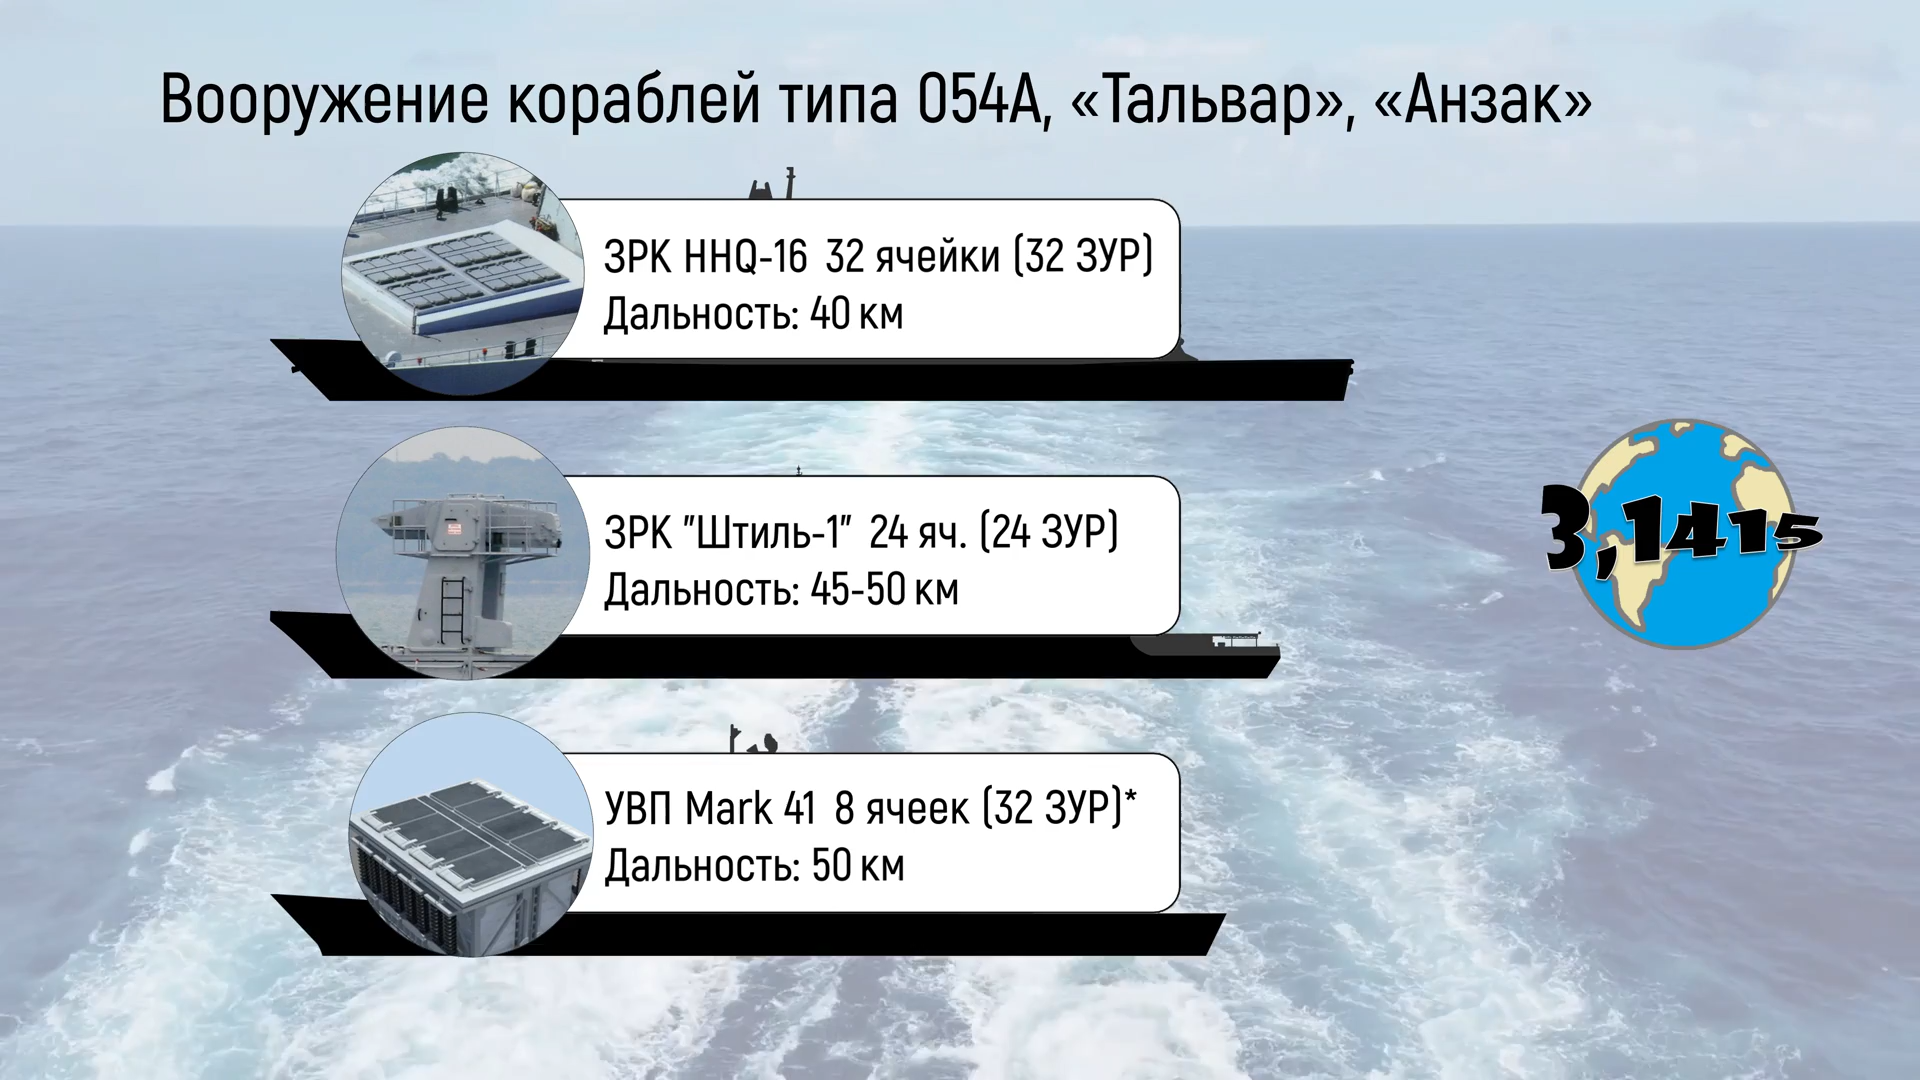 Вооружение кораблей типа 054А, «Тальвар», «Анзак»
ЗРК HHQ-16 32 ячейки (32 ЗУР)
Дальность: 40 км
ЗРК "Штиль-1" 24 яч. (24 ЗУР)
Дальность: 45-50 км
3,1415
УВП Mark 41 8 ячеек (32 ЗУР)*
Дальность: 50 км